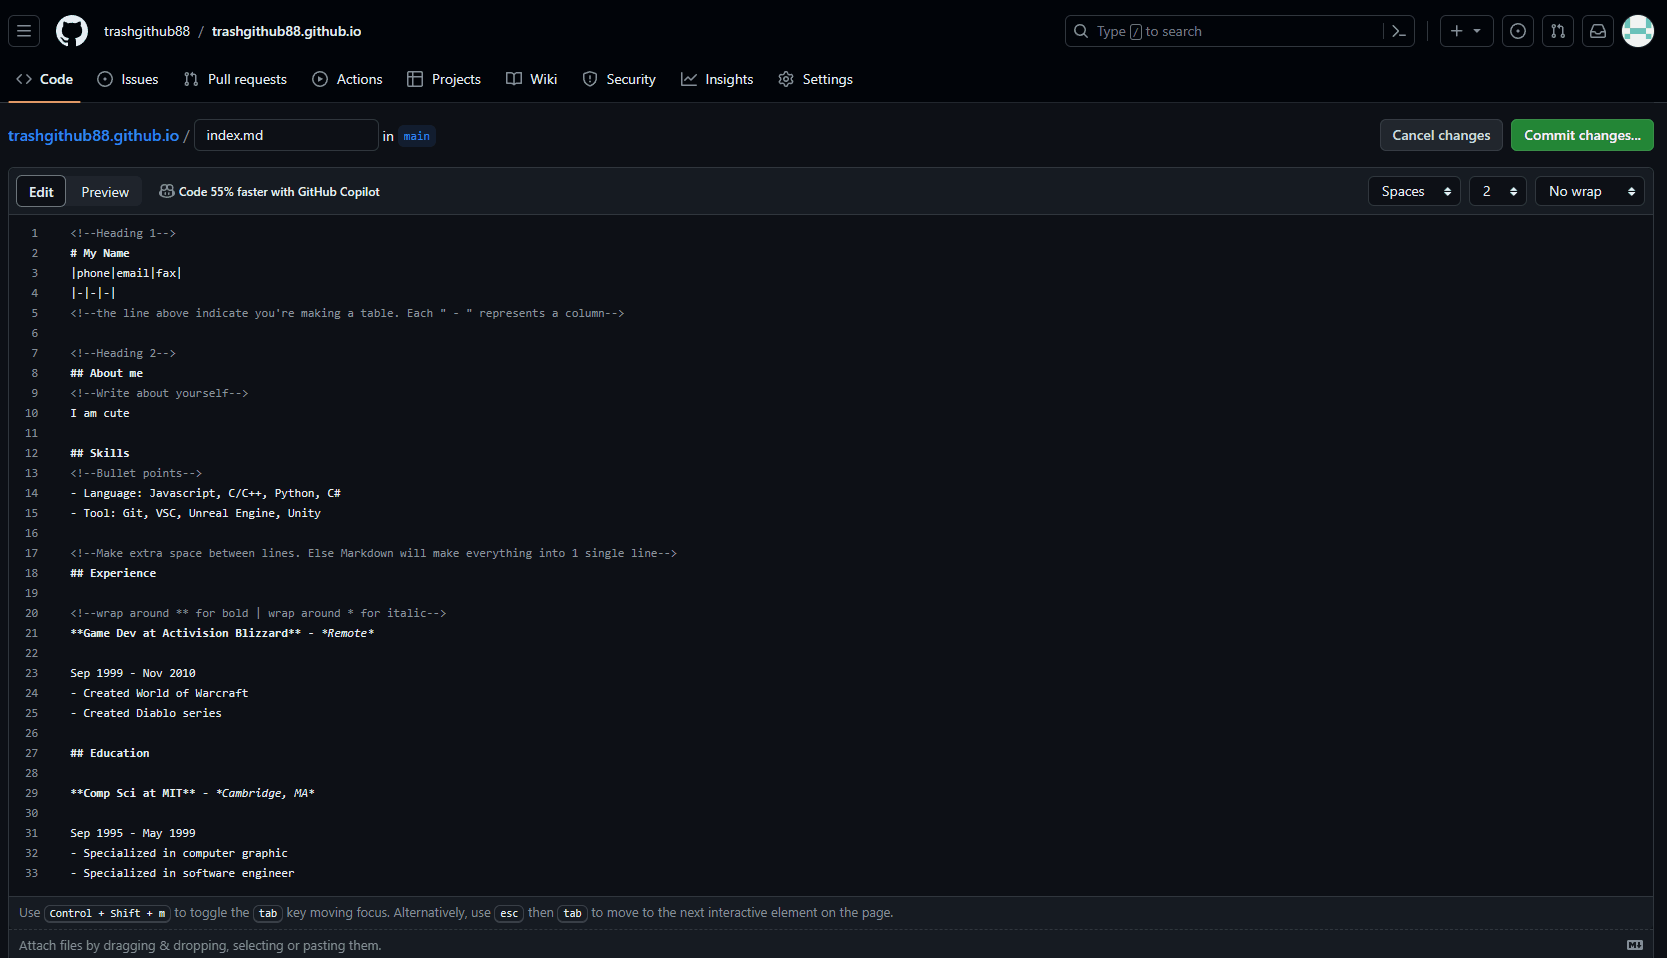 trashgithub88 / trashgithub88.github.io
Type / to search
Code Issues Pull requests Actions Projects Wiki Security Insights Settings
trashgithub88.github.io / index.md in main
Cancel changes Commit changes...
Edit Preview Code 55% faster with GitHub Copilot Spaces 2 No wrap
1 <!--Heading 1-->
2 # My Name
3 |phone|email|fax|
4 |-|-|-|
5 <!--the line above indicate you're making a table. Each " - " represents a column-->
6
7 <!--Heading 2-->
8 ## About me
9 <!--Write about yourself-->
10 I am cute
11
12 ## Skills
13 <!--Bullet points-->
14 - Language: Javascript, C/C++, Python, C#
15 - Tool: Git, VSC, Unreal Engine, Unity
16
17 <!--Make extra space between lines. Else Markdown will make everything into 1 single line-->
18 ## Experience
19
20 <!--wrap around ** for bold | wrap around * for italic-->
21 **Game Dev at Activision Blizzard** - *Remote*
22
23 Sep 1999 - Nov 2010
24 - Created World of Warcraft
25 - Created Diablo series
26
27 ## Education
28
29 **Comp Sci at MIT** - *Cambridge, MA*
30
31 Sep 1995 - May 1999
32 - Specialized in computer graphic
33 - Specialized in software engineer
Use Control + Shift + m to toggle the tab key moving focus. Alternatively, use esc then tab to move to the next interactive element on the page.
Attach files by dragging & dropping, selecting or pasting them.